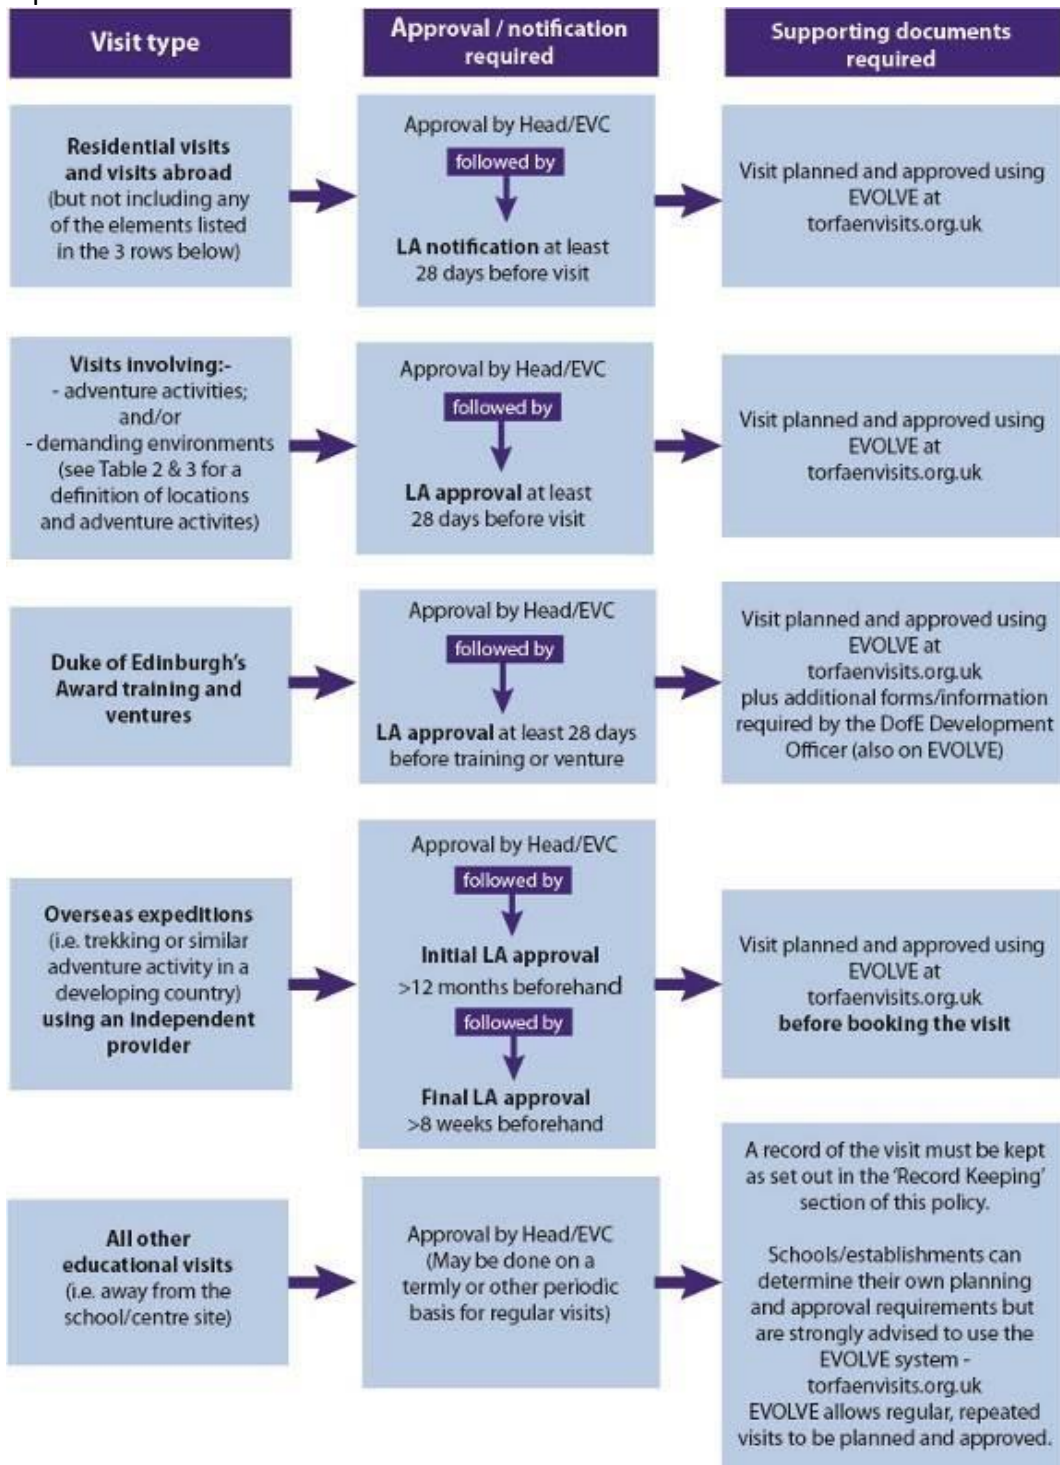 Visit type
Approval / notification
required
Supporting documents
required
Residential visits
and visits abroad
(but not including any
of the elements listed
in the 3 rows below)
Approval by Head/EVC
followed by
LA notification at least
28 days before visit
Visit planned and approved using
EVOLVE at
torfaenvisits.org.uk
Visits involving:-
- adventure activities;
and/or
- demanding environments
(see Table 2 & 3 for a
definition of locations
and adventure activites)
Approval by Head/EVC
followed by
LA approval at least
28 days before visit
Visit planned and approved using
EVOLVE at
torfaenvisits.org.uk
Duke of Edinburgh's
Award training and
ventures
Approval by Head/EVC
followed by
LA approval at least 28 days
before training or venture
Visit planned and approved using
EVOLVE at
torfaenvisits.org.uk
plus additional forms/information
required by the DofE Development
Officer (also on EVOLVE)
Overseas expeditions
(i.e. trekking or similar
adventure activity in a
developing country)
using an independent
provider
Approval by Head/EVC
followed by
Initial LA approval
>12 months beforehand
followed by
Final LA approval
>8 weeks beforehand
Visit planned and approved using
EVOLVE at
torfaenvisits.org.uk
before booking the visit
All other
educational visits
(i.e. away from the
school/centre site)
Approval by Head/EVC
(May be done on a
termly or other periodic
basis for regular visits)
A record of the visit must be kept
as set out in the 'Record Keeping'
section of this policy.
Schools/establishments can
determine their own planning
and approval requirements but
are strongly advised to use the
EVOLVE system -
torfaenvisits.org.uk
EVOLVE allows regular, repeated
visits to be planned and approved.